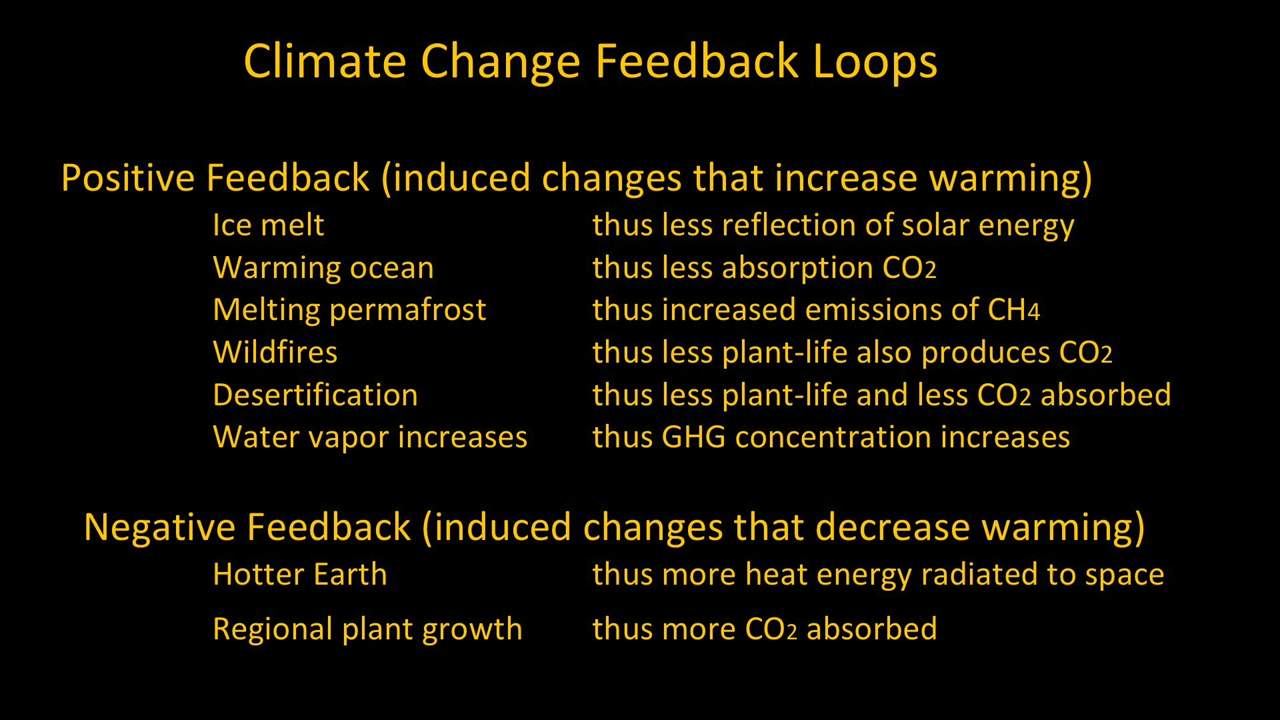 Climate Change Feedback Loops
Positive Feedback (induced changes that increase warming)
Ice melt thus less reflection of solar energy
Warming ocean thus less absorption CO2
Melting permafrost thus increased emissions of CH4
Wildfires thus less plant-life also produces CO2
Desertification thus less plant-life and less CO2 absorbed
Water vapor increases thus GHG concentration increases
Negative Feedback (induced changes that decrease warming)
Hotter Earth thus more heat energy radiated to space
Regional plant growth thus more CO2 absorbed